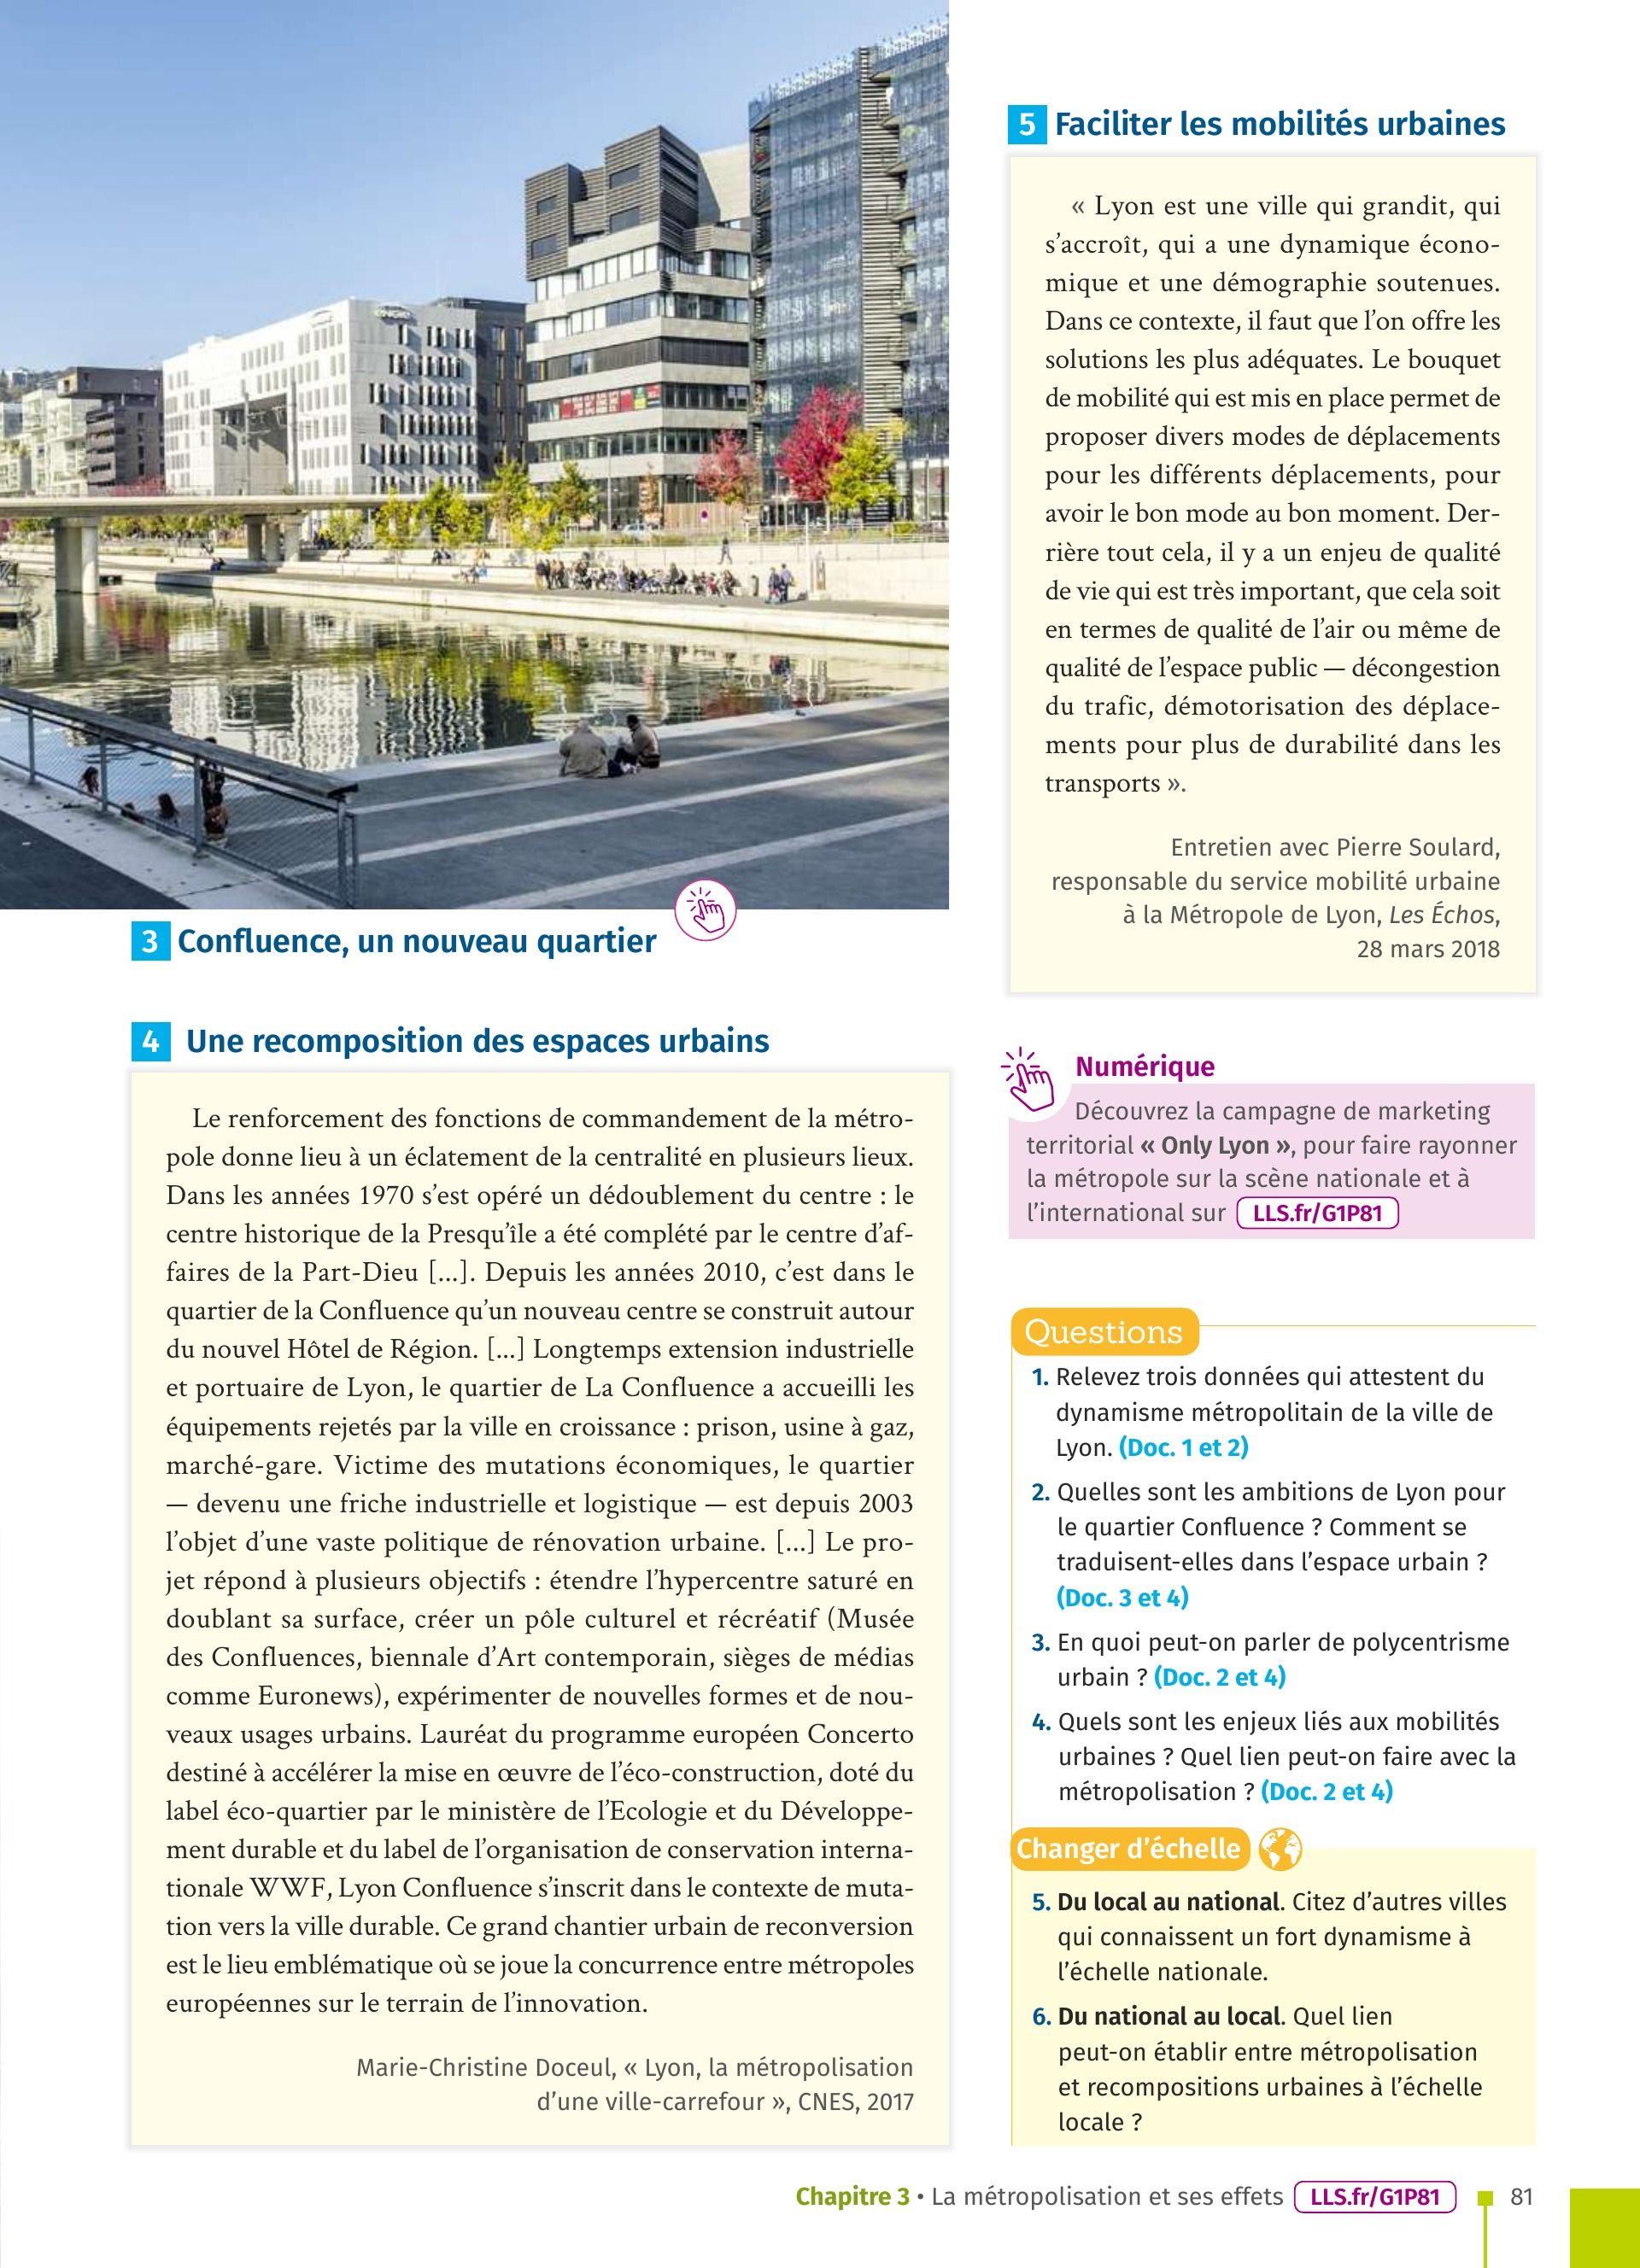 3 Confluence, un nouveau quartier
4 Une recomposition des espaces urbains
Le renforcement des fonctions de commandement de la métro-
pole donne lieu à un éclatement de la centralité en plusieurs lieux.
Dans les années 1970 s’est opéré un dédoublement du centre : le
centre historique de la Presqu’île a été complété par le centre d’af-
faires de la Part-Dieu [...]. Depuis les années 2010, c’est dans le
quartier de la Confluence qu’un nouveau centre se construit autour
du nouvel Hôtel de Région. [...] Longtemps extension industrielle
et portuaire de Lyon, le quartier de La Confluence a accueilli les
équipements rejetés par la ville en croissance : prison, usine à gaz,
marché-gare. Victime des mutations économiques, le quartier
— devenu une friche industrielle et logistique — est depuis 2003
l’objet d’une vaste politique de rénovation urbaine. [...] Le pro-
jet répond à plusieurs objectifs : étendre l’hypercentre saturé en
doublant sa surface, créer un pôle culturel et récréatif (Musée
des Confluences, biennale d’Art contemporain, sièges de médias
comme Euronews), expérimenter de nouvelles formes et de nou-
veaux usages urbains. Lauréat du programme européen Concerto
destiné à accélérer la mise en œuvre de l’éco-construction, doté du
label éco-quartier par le ministère de l’Ecologie et du Développe-
ment durable et du label de l’organisation de conservation interna-
tionale WWF, Lyon Confluence s’inscrit dans le contexte de muta-
tion vers la ville durable. Ce grand chantier urbain de reconversion
est le lieu emblématique où se joue la concurrence entre métropoles
européennes sur le terrain de l’innovation.
Marie-Christine Doceul, « Lyon, la métropolisation
d’une ville-carrefour », CNES, 2017
5 Faciliter les mobilités urbaines
« Lyon est une ville qui grandit, qui
s’accroît, qui a une dynamique écono-
mique et une démographie soutenues.
Dans ce contexte, il faut que l’on offre les
solutions les plus adéquates. Le bouquet
de mobilité qui est mis en place permet de
proposer divers modes de déplacements
pour les différents déplacements, pour
avoir le bon mode au bon moment. Der-
rière tout cela, il y a un enjeu de qualité
de vie qui est très important, que cela soit
en termes de qualité de l’air ou même de
qualité de l’espace public — décongestion
du trafic, démotorisation des déplace-
ments pour plus de durabilité dans les
transports ».
Entretien avec Pierre Soulard,
responsable du service mobilité urbaine
à la Métropole de Lyon, Les Échos,
28 mars 2018
Numérique
Découvrez la campagne de marketing
territorial « Only Lyon », pour faire rayonner
la métropole sur la scène nationale et à
l’international sur LLS.fr/G1P81
Questions
1. Relevez trois données qui attestent du
dynamisme métropolitain de la ville de
Lyon. (Doc. 1 et 2)
2. Quelles sont les ambitions de Lyon pour
le quartier Confluence ? Comment se
traduisent-elles dans l’espace urbain ?
(Doc. 3 et 4)
3. En quoi peut-on parler de polycentrisme
urbain ? (Doc. 2 et 4)
4. Quels sont les enjeux liés aux mobilités
urbaines ? Quel lien peut-on faire avec la
métropolisation ? (Doc. 2 et 4)
Changer d’échelle
5. Du local au national. Citez d’autres villes
qui connaissent un fort dynamisme à
l’échelle nationale.
6. Du national au local. Quel lien
peut-on établir entre métropolisation
et recompositions urbaines à l’échelle
locale ?
Chapitre 3 • La métropolisation et ses effets LLS.fr/G1P81 81